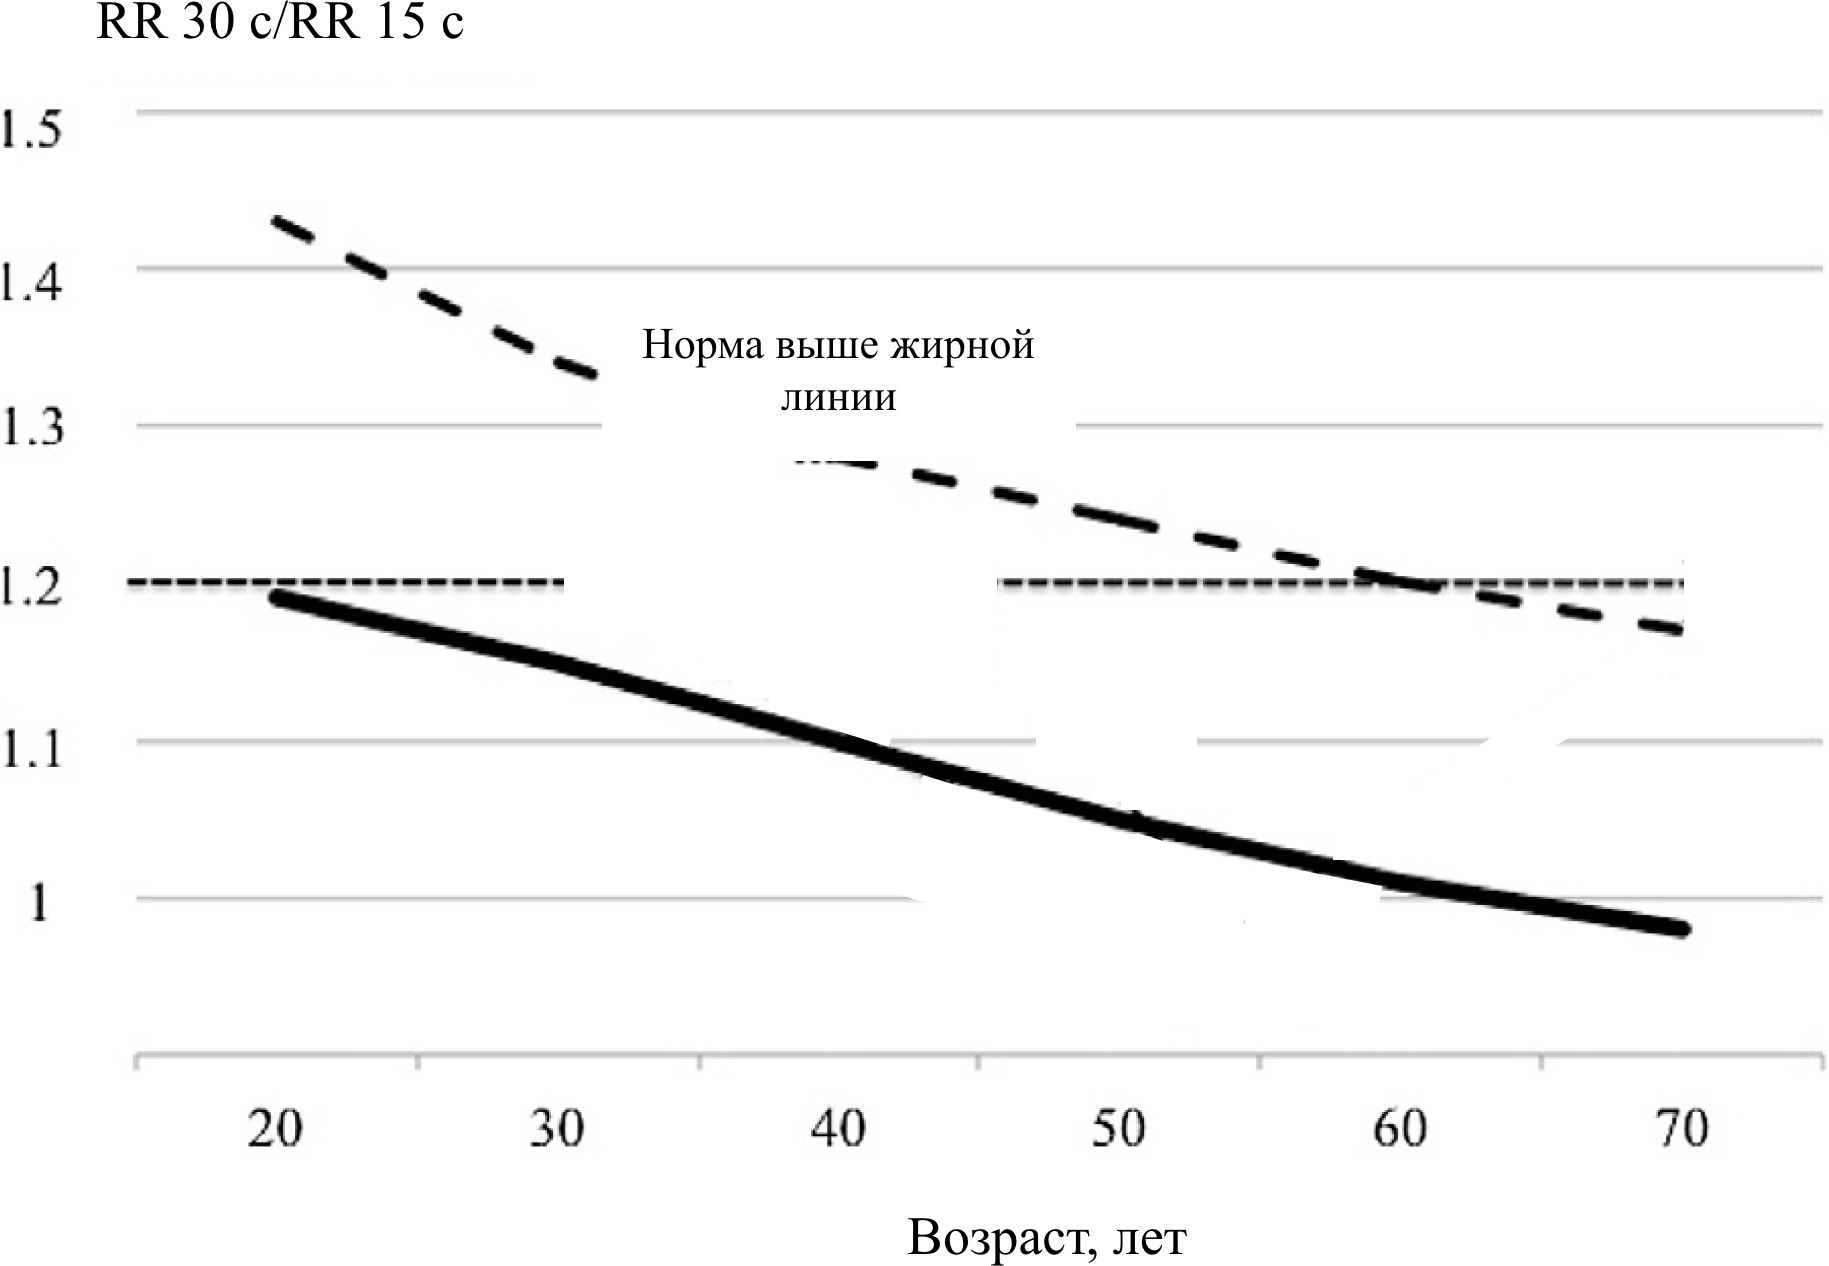 RR 30 с/RR 15 с
1.5
1.4
Норма выше жирной
линии
1.3
1.2
1.1
1
20 30 40 50 60 70
Возраст, лет